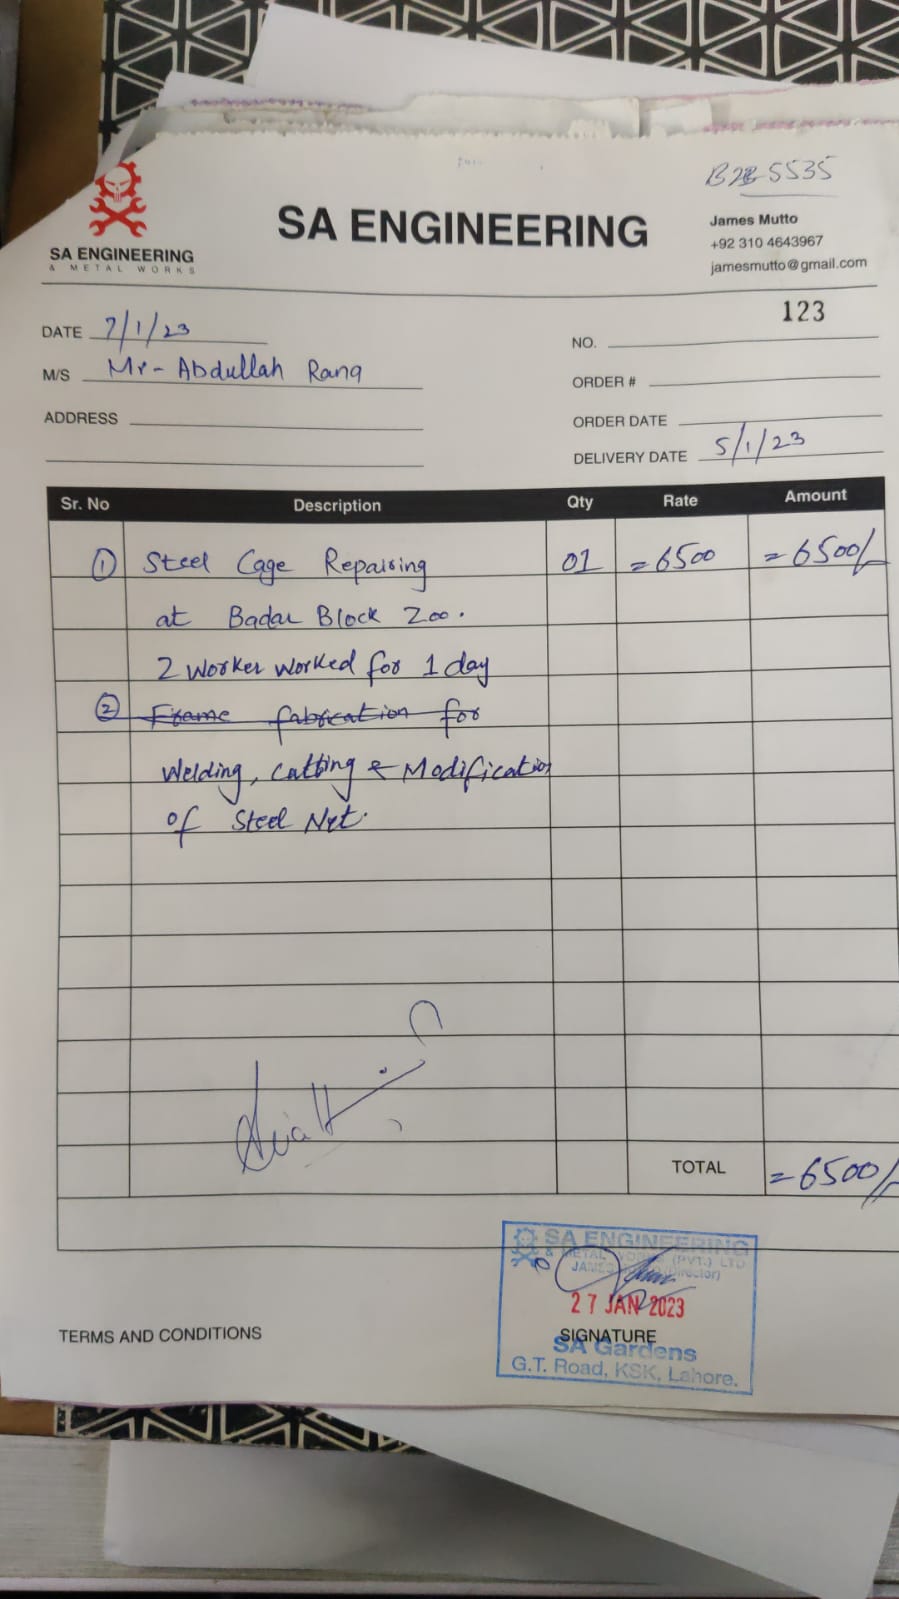 B2B-5535
SA ENGINEERING
SA ENGINEERING
& METAL WORKS
James Mutto
+92 310 4643967
jamesmutto@gmail.com
123
DATE 7/1/23
NO.
M/S Mr- Abdullah Rana
ORDER #
ADDRESS
ORDER DATE
DELIVERY DATE 5/1/23
Sr. No Description Qty Rate Amount
1 Steel Cage Repairing 01 =6500 =6500/-
at Badar Block Zoo.
2 Worker worked for 1 day
2 Frame fabrication for
Welding, Cutting & Modification
of Steel Net.
TOTAL =6500/-
SA ENGINEERING
& METAL WORKS (PVT.) LTD
(Director)
27 JAN 2023
TERMS AND CONDITIONS
SIGNATURE
SA Gardens
G.T. Road, KSK, Lahore.